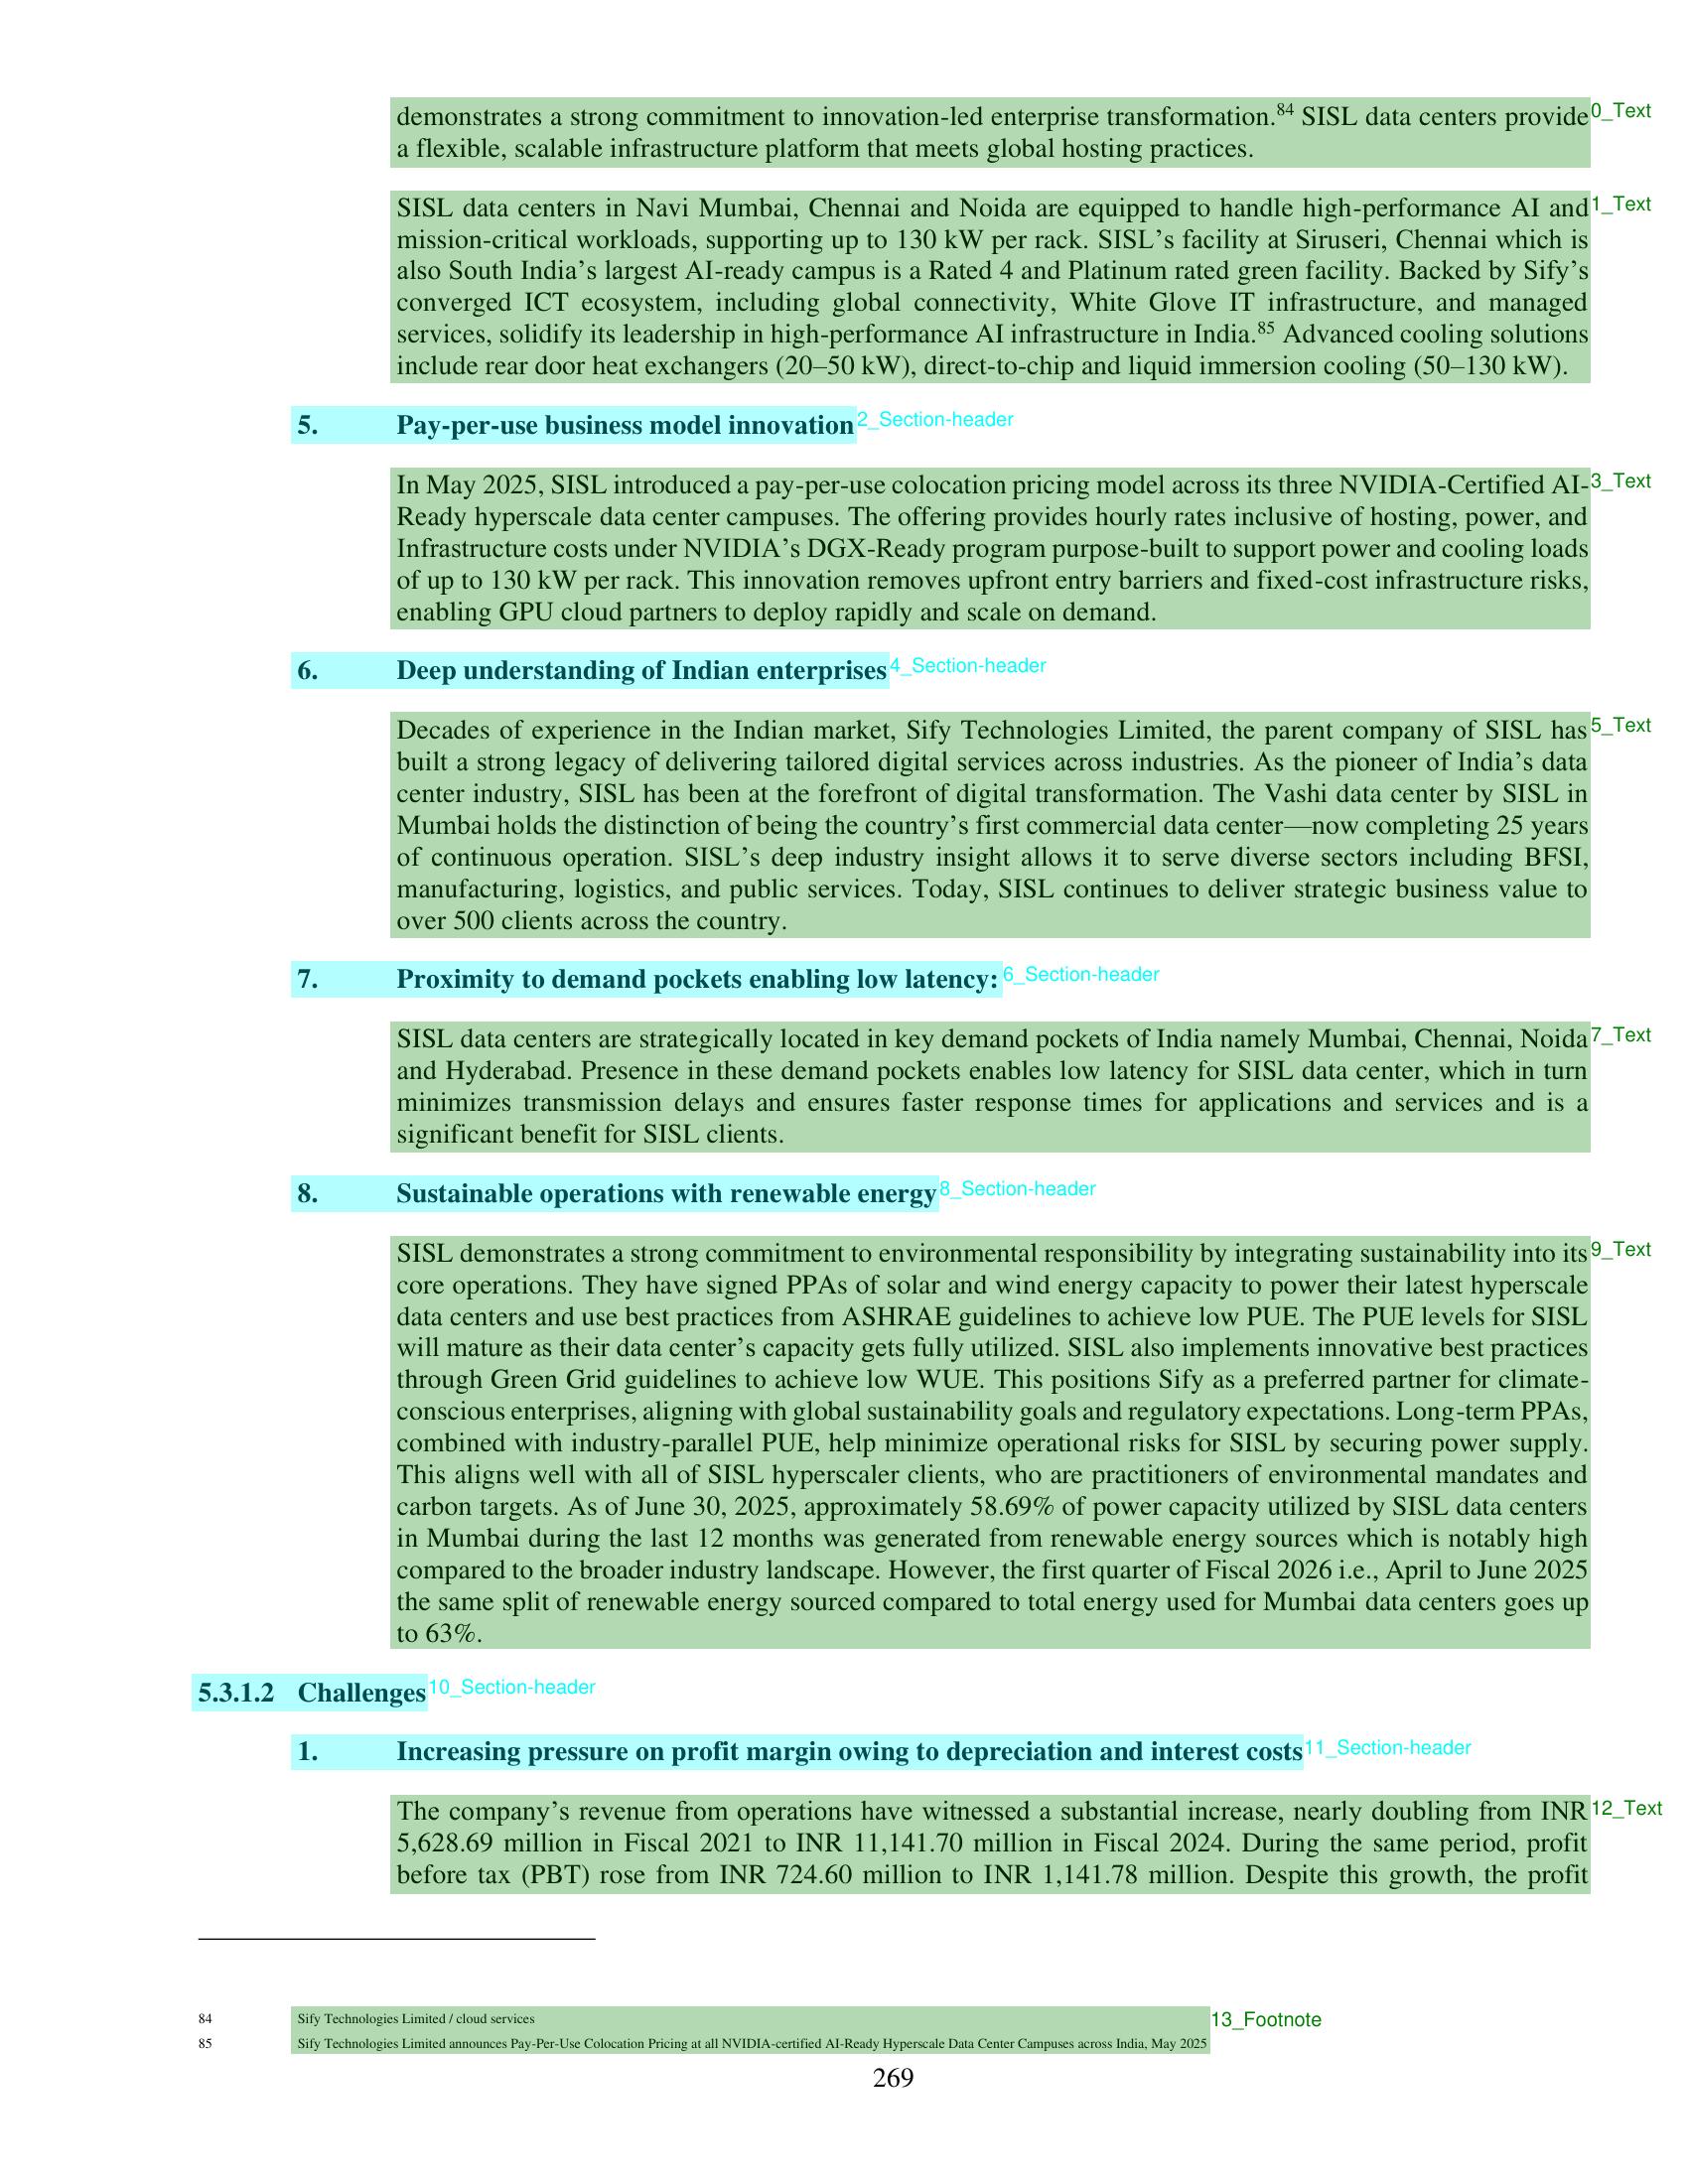 demonstrates a strong commitment to innovation-led enterprise transformation.84 SISL data centers provide 0_Text
a flexible, scalable infrastructure platform that meets global hosting practices.
SISL data centers in Navi Mumbai, Chennai and Noida are equipped to handle high-performance AI and 1_Text
mission-critical workloads, supporting up to 130 kW per rack. SISL’s facility at Siruseri, Chennai which is
also South India’s largest AI-ready campus is a Rated 4 and Platinum rated green facility. Backed by Sify’s
converged ICT ecosystem, including global connectivity, White Glove IT infrastructure, and managed
services, solidify its leadership in high-performance AI infrastructure in India.85 Advanced cooling solutions
include rear door heat exchangers (20–50 kW), direct-to-chip and liquid immersion cooling (50–130 kW).
5. Pay-per-use business model innovation 2_Section-header
In May 2025, SISL introduced a pay-per-use colocation pricing model across its three NVIDIA-Certified AI- 3_Text
Ready hyperscale data center campuses. The offering provides hourly rates inclusive of hosting, power, and
Infrastructure costs under NVIDIA’s DGX-Ready program purpose-built to support power and cooling loads
of up to 130 kW per rack. This innovation removes upfront entry barriers and fixed-cost infrastructure risks,
enabling GPU cloud partners to deploy rapidly and scale on demand.
6. Deep understanding of Indian enterprises 4_Section-header
Decades of experience in the Indian market, Sify Technologies Limited, the parent company of SISL has 5_Text
built a strong legacy of delivering tailored digital services across industries. As the pioneer of India’s data
center industry, SISL has been at the forefront of digital transformation. The Vashi data center by SISL in
Mumbai holds the distinction of being the country’s first commercial data center—now completing 25 years
of continuous operation. SISL’s deep industry insight allows it to serve diverse sectors including BFSI,
manufacturing, logistics, and public services. Today, SISL continues to deliver strategic business value to
over 500 clients across the country.
7. Proximity to demand pockets enabling low latency: 6_Section-header
SISL data centers are strategically located in key demand pockets of India namely Mumbai, Chennai, Noida 7_Text
and Hyderabad. Presence in these demand pockets enables low latency for SISL data center, which in turn
minimizes transmission delays and ensures faster response times for applications and services and is a
significant benefit for SISL clients.
8. Sustainable operations with renewable energy 8_Section-header
SISL demonstrates a strong commitment to environmental responsibility by integrating sustainability into its 9_Text
core operations. They have signed PPAs of solar and wind energy capacity to power their latest hyperscale
data centers and use best practices from ASHRAE guidelines to achieve low PUE. The PUE levels for SISL
will mature as their data center’s capacity gets fully utilized. SISL also implements innovative best practices
through Green Grid guidelines to achieve low WUE. This positions Sify as a preferred partner for climate-
conscious enterprises, aligning with global sustainability goals and regulatory expectations. Long-term PPAs,
combined with industry-parallel PUE, help minimize operational risks for SISL by securing power supply.
This aligns well with all of SISL hyperscaler clients, who are practitioners of environmental mandates and
carbon targets. As of June 30, 2025, approximately 58.69% of power capacity utilized by SISL data centers
in Mumbai during the last 12 months was generated from renewable energy sources which is notably high
compared to the broader industry landscape. However, the first quarter of Fiscal 2026 i.e., April to June 2025
the same split of renewable energy sourced compared to total energy used for Mumbai data centers goes up
to 63%.
5.3.1.2 Challenges 10_Section-header
1. Increasing pressure on profit margin owing to depreciation and interest costs 11_Section-header
The company’s revenue from operations have witnessed a substantial increase, nearly doubling from INR 12_Text
5,628.69 million in Fiscal 2021 to INR 11,141.70 million in Fiscal 2024. During the same period, profit
before tax (PBT) rose from INR 724.60 million to INR 1,141.78 million. Despite this growth, the profit
84 Sify Technologies Limited / cloud services 13_Footnote
85 Sify Technologies Limited announces Pay-Per-Use Colocation Pricing at all NVIDIA-certified AI-Ready Hyperscale Data Center Campuses across India, May 2025
269